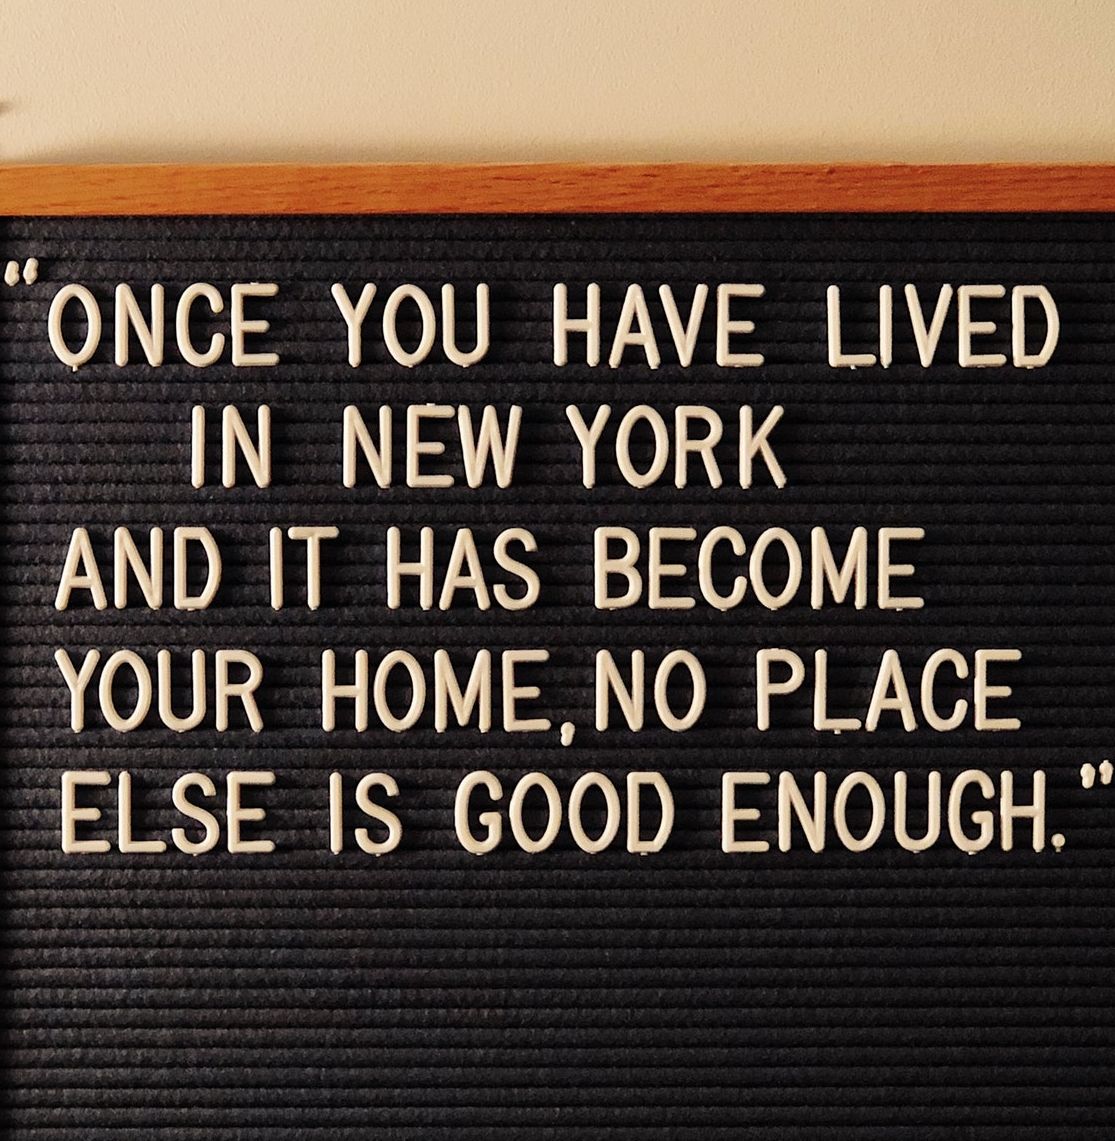 “ONCE YOU HAVE LIVED
IN NEW YORK
AND IT HAS BECOME
YOUR HOME, NO PLACE
ELSE IS GOOD ENOUGH.”